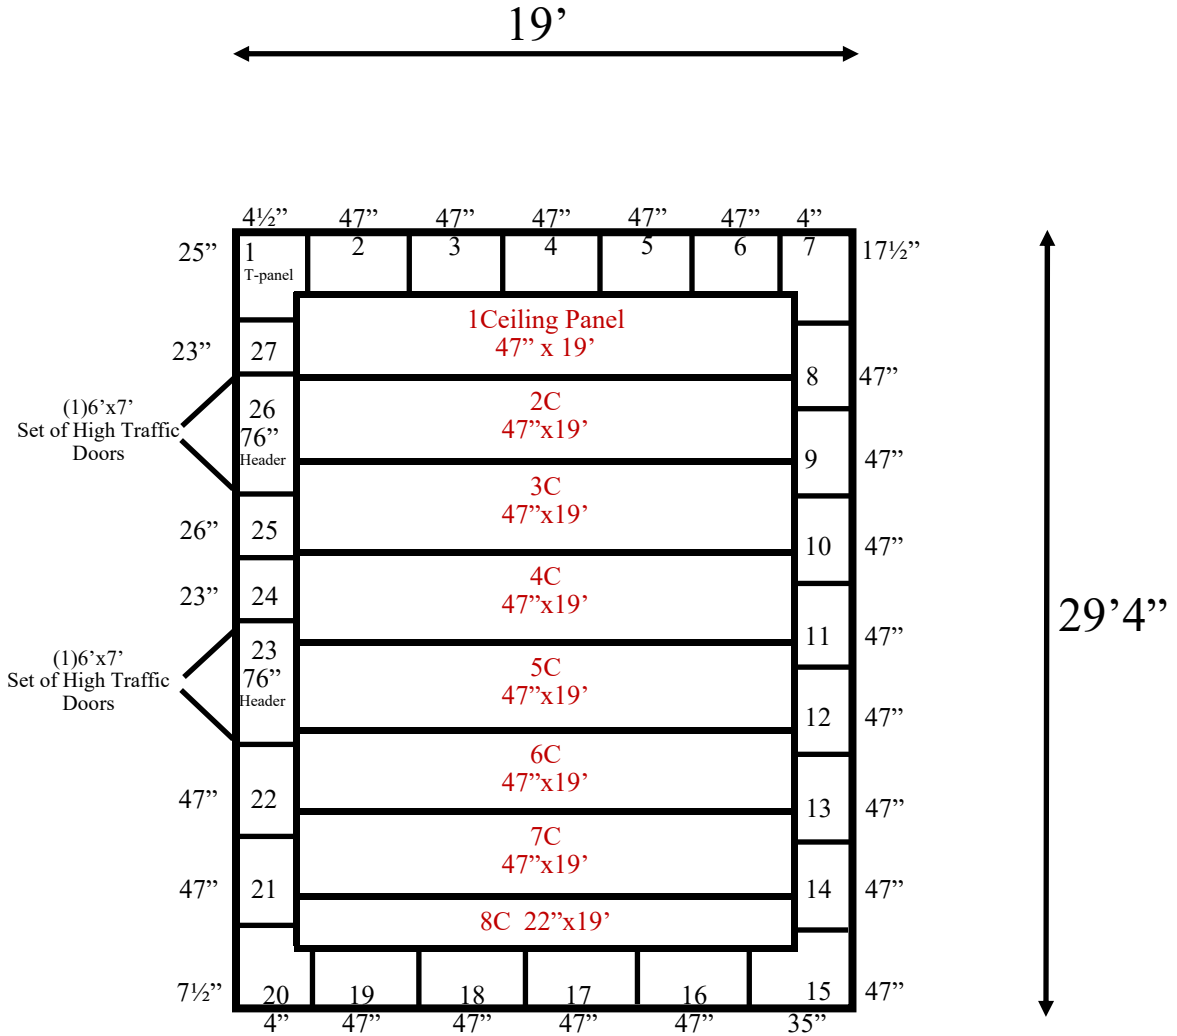 19’
4½” 47” 47” 47” 47” 47” 4”
25” 1 2 3 4 5 6 7 17½”
T-panel
1Ceiling Panel
47” x 19’
23” 27
8 47”
(1)6’x7’
Set of High Traffic
Doors
26
76”
Header
2C
47”x19’
9 47”
3C
47”x19’
26” 25
10 47”
4C
47”x19’
23” 24
29’4”
11 47”
(1)6’x7’
Set of High Traffic
Doors
23
76”
Header
5C
47”x19’
12 47”
6C
47”x19’
47” 22
13 47”
7C
47”x19’
47” 21
14 47”
8C 22”x19’
7½” 20 19 18 17 16 15 47”
4” 47” 47” 47” 47” 35”